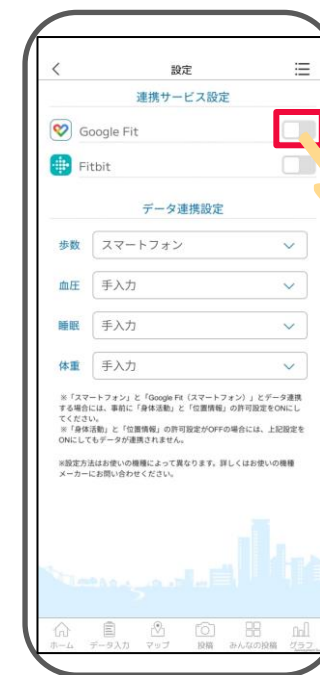 設定
連携サービス設定
Google Fit
Fitbit
データ連携設定
歩数 スマートフォン
血圧 手入力
睡眠 手入力
体重 手入力
※「スマートフォン」と「Google Fit（スマートフォン）」とデータ連携
する場合には、事前に「身体活動」と「位置情報」の許可設定をONにし
てください。
※「身体活動」と「位置情報」の許可設定がOFFの場合には、上記設定を
ONにしてもデータが連携されません。
※設定方法はお使いの機種によって異なります。詳しくはお使いの機種
メーカーにお問い合わせください。
ホーム データ入力 マップ 投稿 みんなの投稿 グラフ